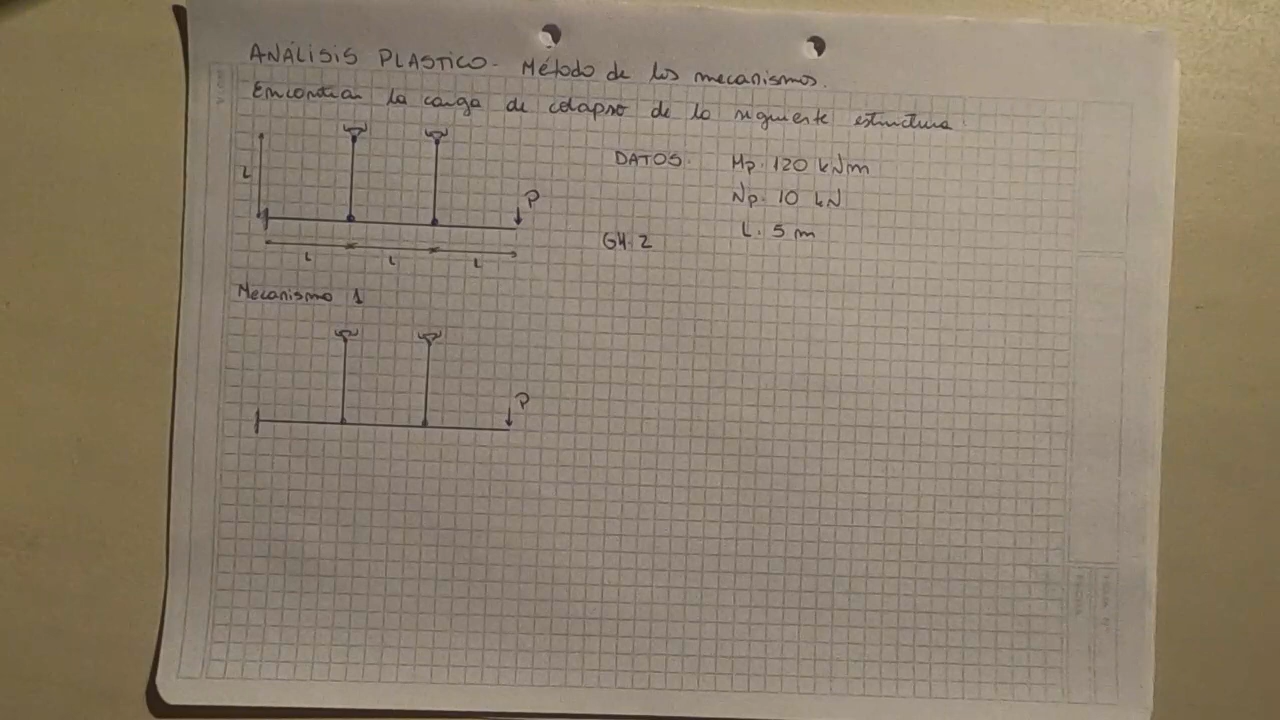 ANÁLISIS PLASTICO - Método de los mecanismos.
Encontrar la carga de colapso de la siguiente estructura.
DATOS. Mp. 120 kNm
Np. 10 kN
L. 5 m
L
P
GH. 2
L L L
Mecanismo 1
P